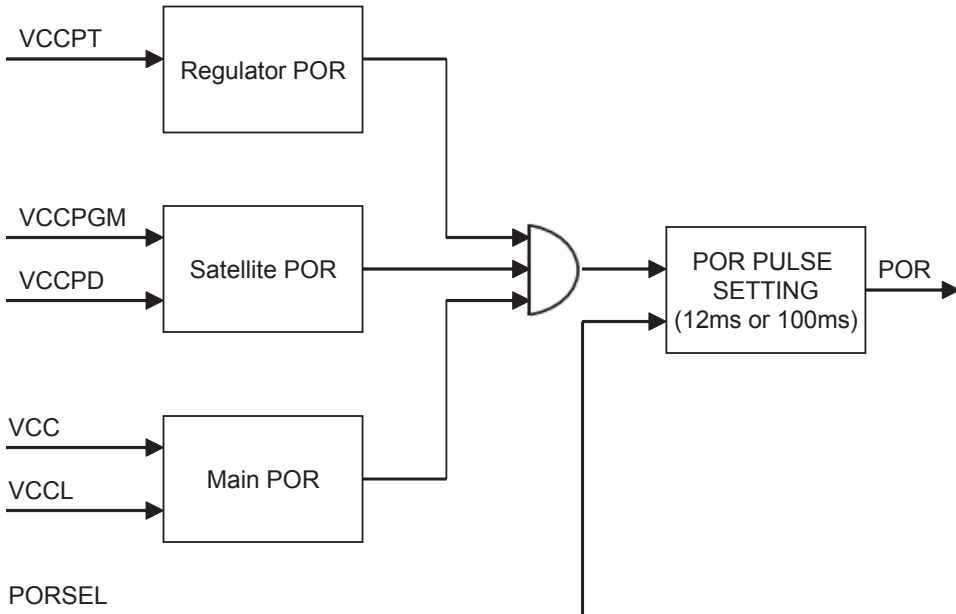 VCCPT
Regulator POR
VCCPGM
VCCPD
Satellite POR
POR PULSE
SETTING
(12ms or 100ms)
POR
VCC
VCCL
Main POR
PORSEL